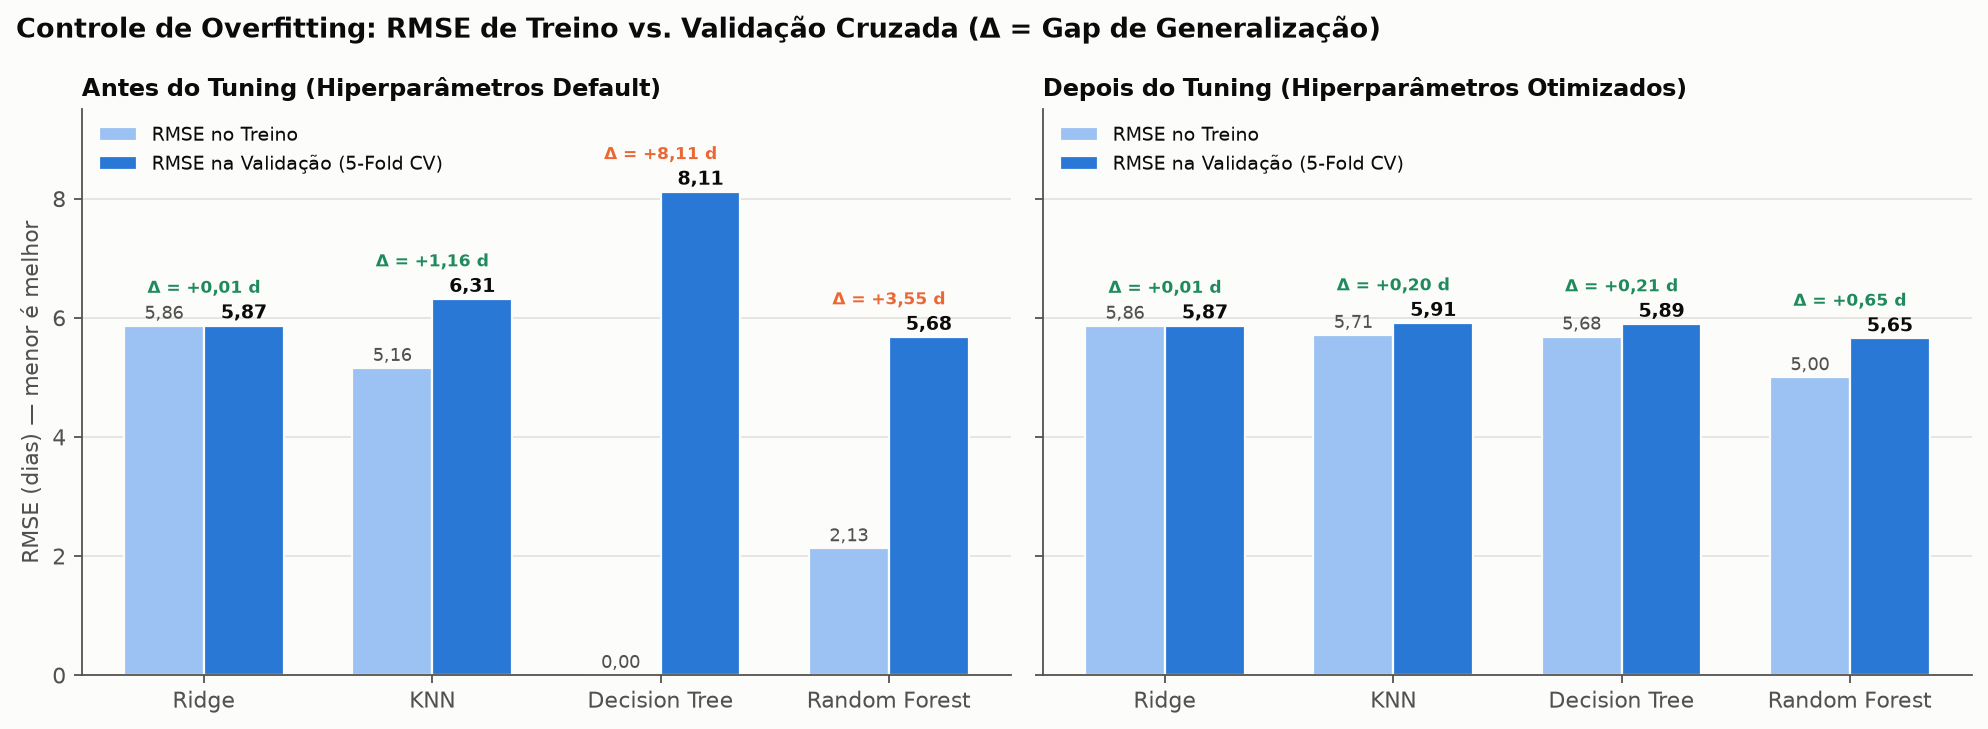 Controle de Overfitting: RMSE de Treino vs. Validação Cruzada (Δ = Gap de Generalização)
Antes do Tuning (Hiperparâmetros Default)
RMSE no Treino
RMSE na Validação (5-Fold CV)
RMSE (dias) — menor é melhor
8
6
4
2
0
Δ = +0,01 d
5,86 5,87
Δ = +1,16 d
5,16 6,31
Δ = +8,11 d
0,00 8,11
Δ = +3,55 d
2,13 5,68
Ridge KNN Decision Tree Random Forest
Depois do Tuning (Hiperparâmetros Otimizados)
RMSE no Treino
RMSE na Validação (5-Fold CV)
Δ = +0,01 d
5,86 5,87
Δ = +0,20 d
5,71 5,91
Δ = +0,21 d
5,68 5,89
Δ = +0,65 d
5,00 5,65
Ridge KNN Decision Tree Random Forest